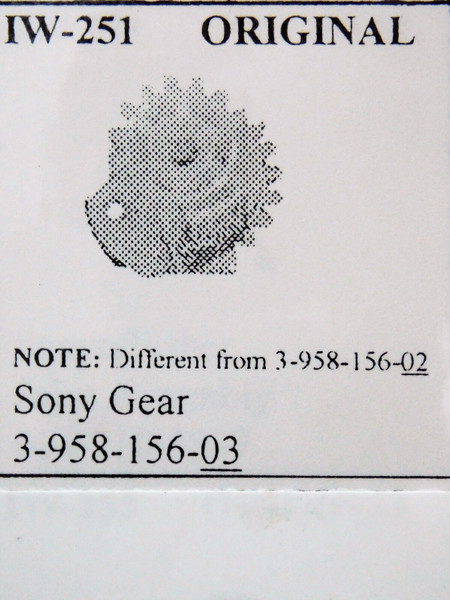 IW-251 ORIGINAL
NOTE: Different from 3-958-156-02
Sony Gear
3-958-156-03